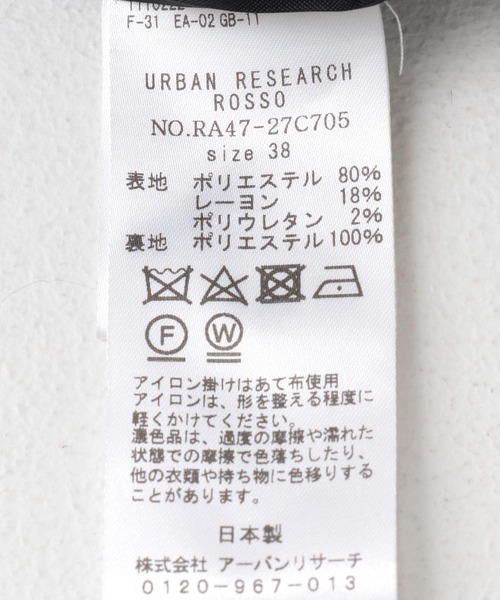 F-31 EA-02 GB-11
URBAN RESEARCH
ROSSO
NO.RA47-27C705
size 38
表地 ポリエステル 80%
レーヨン 18%
ポリウレタン 2%
裏地 ポリエステル 100%
F W
アイロン掛けはあて布使用
アイロンは、形を整える程度に
軽くかけてください。
濃色品は、過度の摩擦や濡れた
状態での摩擦で色落ちしたり、
他の衣類や持ち物に色移りする
ことがあります。
日本製
株式会社 アーバンリサーチ
0120-967-013